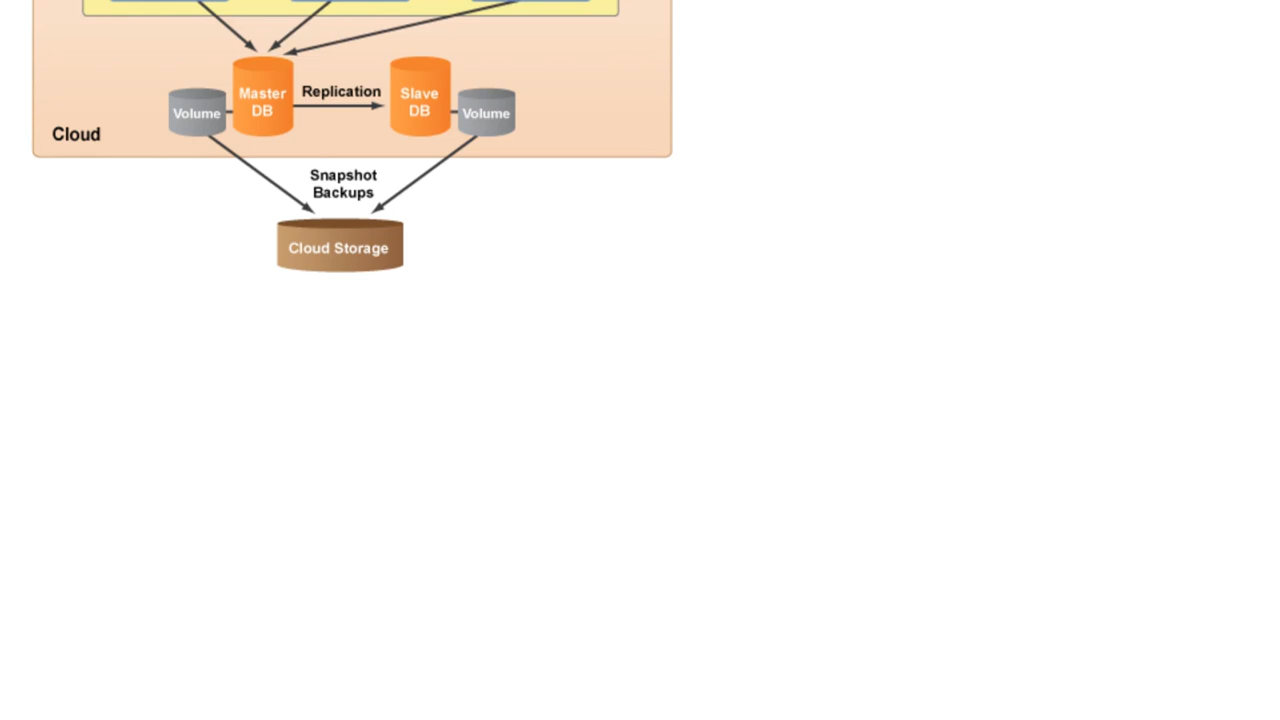 Replication
Master
DB
Slave
DB
Volume
Volume
Cloud
Snapshot
Backups
Cloud Storage